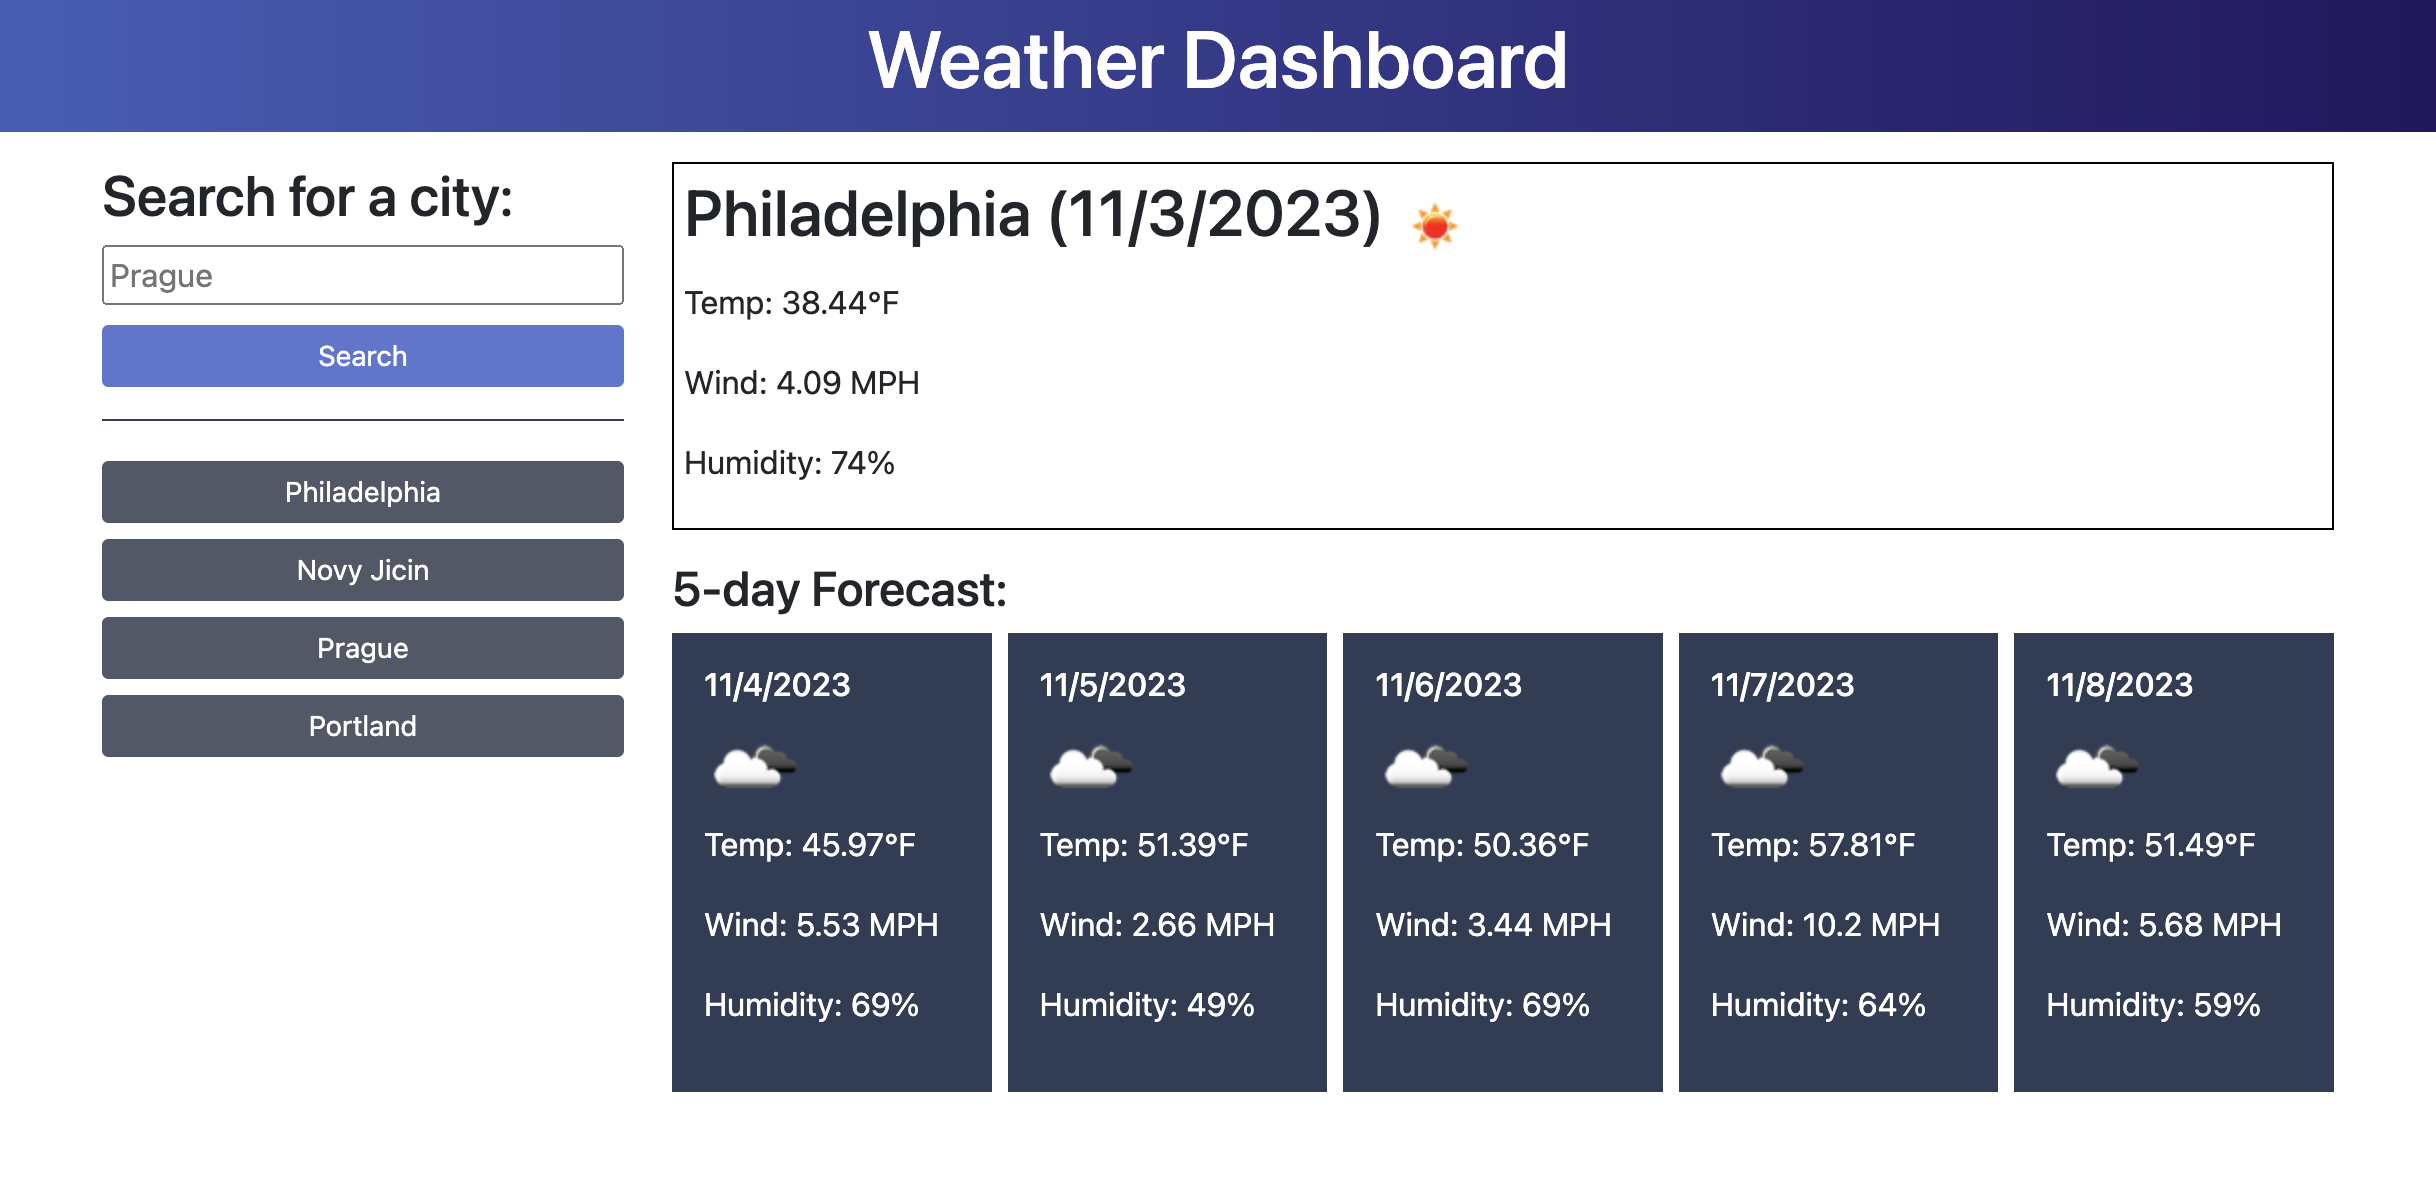 Weather Dashboard
Search for a city:
Prague
Search
Philadelphia
Novy Jicin
Prague
Portland
Philadelphia (11/3/2023)
Temp: 38.44°F
Wind: 4.09 MPH
Humidity: 74%
5-day Forecast:
11/4/2023
Temp: 45.97°F
Wind: 5.53 MPH
Humidity: 69%
11/5/2023
Temp: 51.39°F
Wind: 2.66 MPH
Humidity: 49%
11/6/2023
Temp: 50.36°F
Wind: 3.44 MPH
Humidity: 69%
11/7/2023
Temp: 57.81°F
Wind: 10.2 MPH
Humidity: 64%
11/8/2023
Temp: 51.49°F
Wind: 5.68 MPH
Humidity: 59%